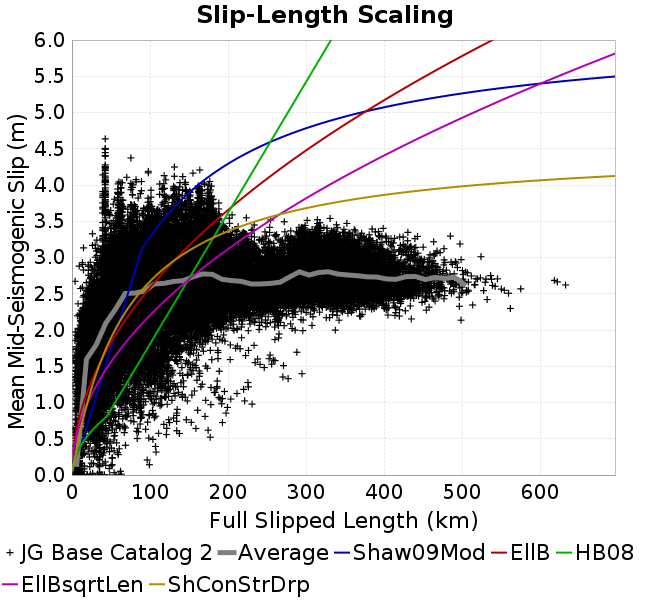 Slip-Length Scaling
Mean Mid-Seismogenic Slip (m)
6.0
5.5
5.0
4.5
4.0
3.5
3.0
2.5
2.0
1.5
1.0
0.5
0.0
0 100 200 300 400 500 600
Full Slipped Length (km)
JG Base Catalog 2 Average Shaw09Mod EllB HB08
EllBsqrtLen ShConStrDrp